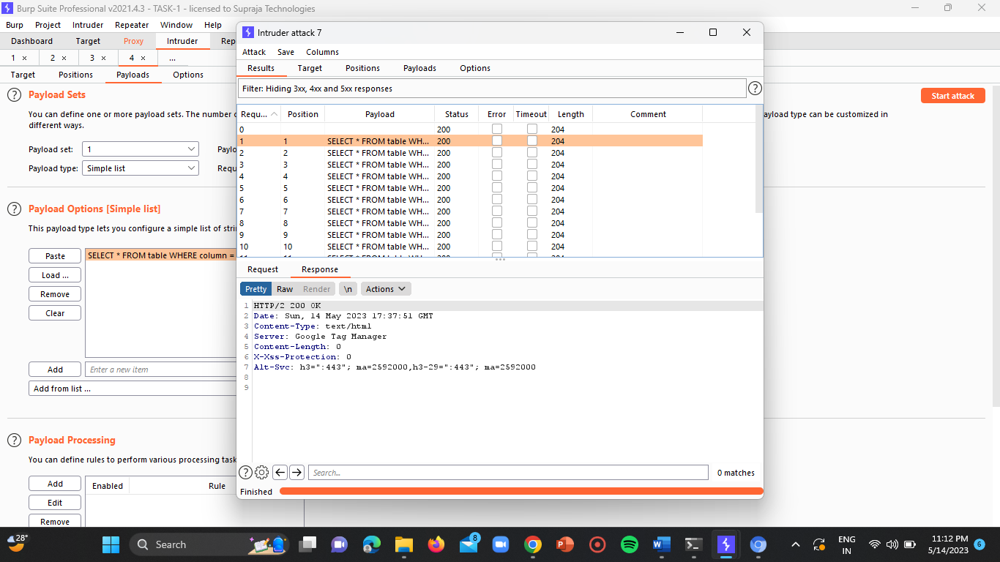 Burp Suite Professional v2021.4.3 - TASK-1 - licensed to Supraja Technologies
Burp Project Intruder Repeater Window Help
Dashboard Target Proxy Intruder Rep
1 × 2 × 3 × 4 × ...
Target Positions Payloads Options
? Payload Sets
Start attack
You can define one or more payload sets. The number o
ayload type can be customized in
different ways.
Payload set: 1 Paylo
Payload type: Simple list Requ
? Payload Options [Simple list]
This payload type lets you configure a simple list of stri
Paste
SELECT * FROM table WHERE column =
Load ...
Remove
Clear
Add Enter a new item
Add from list ...
? Payload Processing
You can define rules to perform various processing task
Add Enabled Rule
Edit
Remove
Intruder attack 7
Attack Save Columns
Results Target Positions Payloads Options
Filter: Hiding 3xx, 4xx and 5xx responses ?
Requ... Position Payload Status Error Timeout Length Comment
0 200 204
1 1 SELECT * FROM table WH... 200 204
2 2 SELECT * FROM table WH... 200 204
3 3 SELECT * FROM table WH... 200 204
4 4 SELECT * FROM table WH... 200 204
5 5 SELECT * FROM table WH... 200 204
6 6 SELECT * FROM table WH... 200 204
7 7 SELECT * FROM table WH... 200 204
8 8 SELECT * FROM table WH... 200 204
9 9 SELECT * FROM table WH... 200 204
10 10 SELECT * FROM table WH... 200 204
11 11 SELECT * FROM table WH... 200 204
Request Response
Pretty Raw Render \n Actions
1 HTTP/2 200 OK
2 Date: Sun, 14 May 2023 17:37:51 GMT
3 Content-Type: text/html
4 Server: Google Tag Manager
5 Content-Length: 0
6 X-Xss-Protection: 0
7 Alt-Svc: h3=":443"; ma=2592000,h3-29=":443"; ma=2592000
8
9
? Search... 0 matches
Finished
28°
Search
8
P
W
ENG
IN
11:12 PM
5/14/2023
6